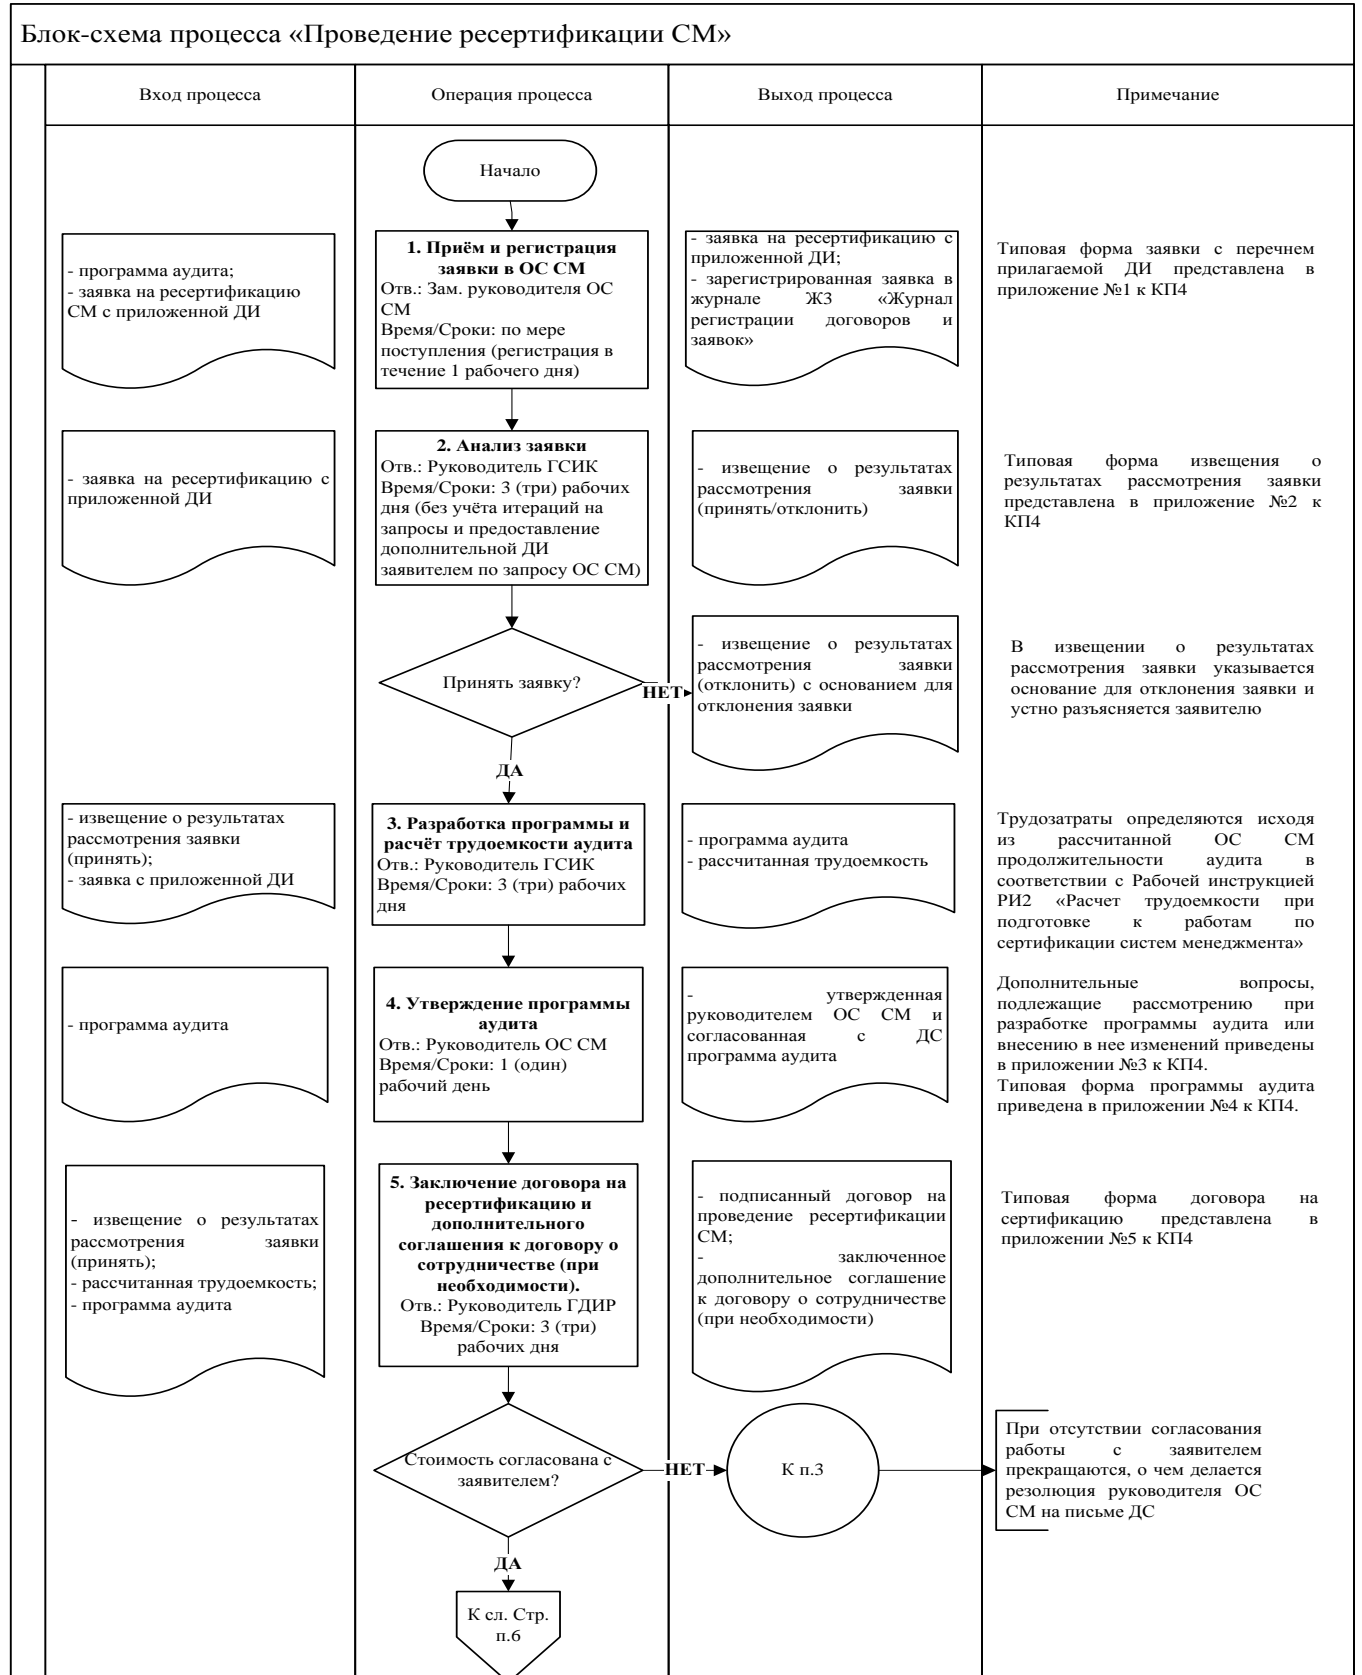 Блок-схема процесса «Проведение ресертификации СМ»
Вход процесса
Операция процесса
Выход процесса
Примечание
Начало
- программа аудита;
- заявка на ресертификацию
СМ с приложенной ДИ
1. Приём и регистрация
заявки в ОС СМ
Отв.: Зам. руководителя ОС
СМ
Время/Сроки: по мере
поступления (регистрация в
течение 1 рабочего дня)
- заявка на ресертификацию с
приложенной ДИ;
- зарегистрированная заявка в
журнале Ж3 «Журнал
регистрации договоров и
заявок»
Типовая форма заявки с перечнем
прилагаемой ДИ представлена в
приложение №1 к КП4
- заявка на ресертификацию с
приложенной ДИ
2. Анализ заявки
Отв.: Руководитель ГСИК
Время/Сроки: 3 (три) рабочих
дня (без учёта итераций на
запросы и предоставление
дополнительной ДИ
заявителем по запросу ОС СМ)
- извещение о результатах
рассмотрения заявки
(принять/отклонить)
Типовая форма извещения о
результатах рассмотрения заявки
представлена в приложение №2 к
КП4
Принять заявку?
НЕТ
- извещение о результатах
рассмотрения заявки
(отклонить) с основанием для
отклонения заявки
В извещении о результатах
рассмотрения заявки указывается
основание для отклонения заявки и
устно разъясняется заявителю
ДА
- извещение о результатах
рассмотрения заявки
(принять);
- заявка с приложенной ДИ
3. Разработка программы и
расчёт трудоемкости аудита
Отв.: Руководитель ГСИК
Время/Сроки: 3 (три) рабочих
дня
- программа аудита
- рассчитанная трудоемкость
Трудозатраты определяются исходя
из рассчитанной ОС СМ
продолжительности аудита в
соответствии с Рабочей инструкцией
РИ2 «Расчет трудоемкости при
подготовке к работам по
сертификации систем менеджмента»
- программа аудита
4. Утверждение программы
аудита
Отв.: Руководитель ОС СМ
Время/Сроки: 1 (один)
рабочий день
- утвержденная
руководителем ОС СМ и
согласованная с ДС
программа аудита
Дополнительные вопросы,
подлежащие рассмотрению при
разработке программы аудита или
внесению в нее изменений приведены
в приложении №3 к КП4.
Типовая форма программы аудита
приведена в приложении №4 к КП4.
- извещение о результатах
рассмотрения заявки
(принять);
- рассчитанная трудоемкость;
- программа аудита
5. Заключение договора на
ресертификацию и
дополнительного
соглашения к договору о
сотрудничестве (при
необходимости).
Отв.: Руководитель ГДИР
Время/Сроки: 3 (три)
рабочих дня
- подписанный договор на
проведение ресертификации
СМ;
- заключенное
дополнительное соглашение
к договору о сотрудничестве
(при необходимости)
Типовая форма договора на
сертификацию представлена в
приложении №5 к КП4
Стоимость согласована с
заявителем?
НЕТ
К п.3
При отсутствии согласования
работы с заявителем
прекращаются, о чем делается
резолюция руководителя ОС
СМ на письме ДС
ДА
К сл. Стр.
п.6